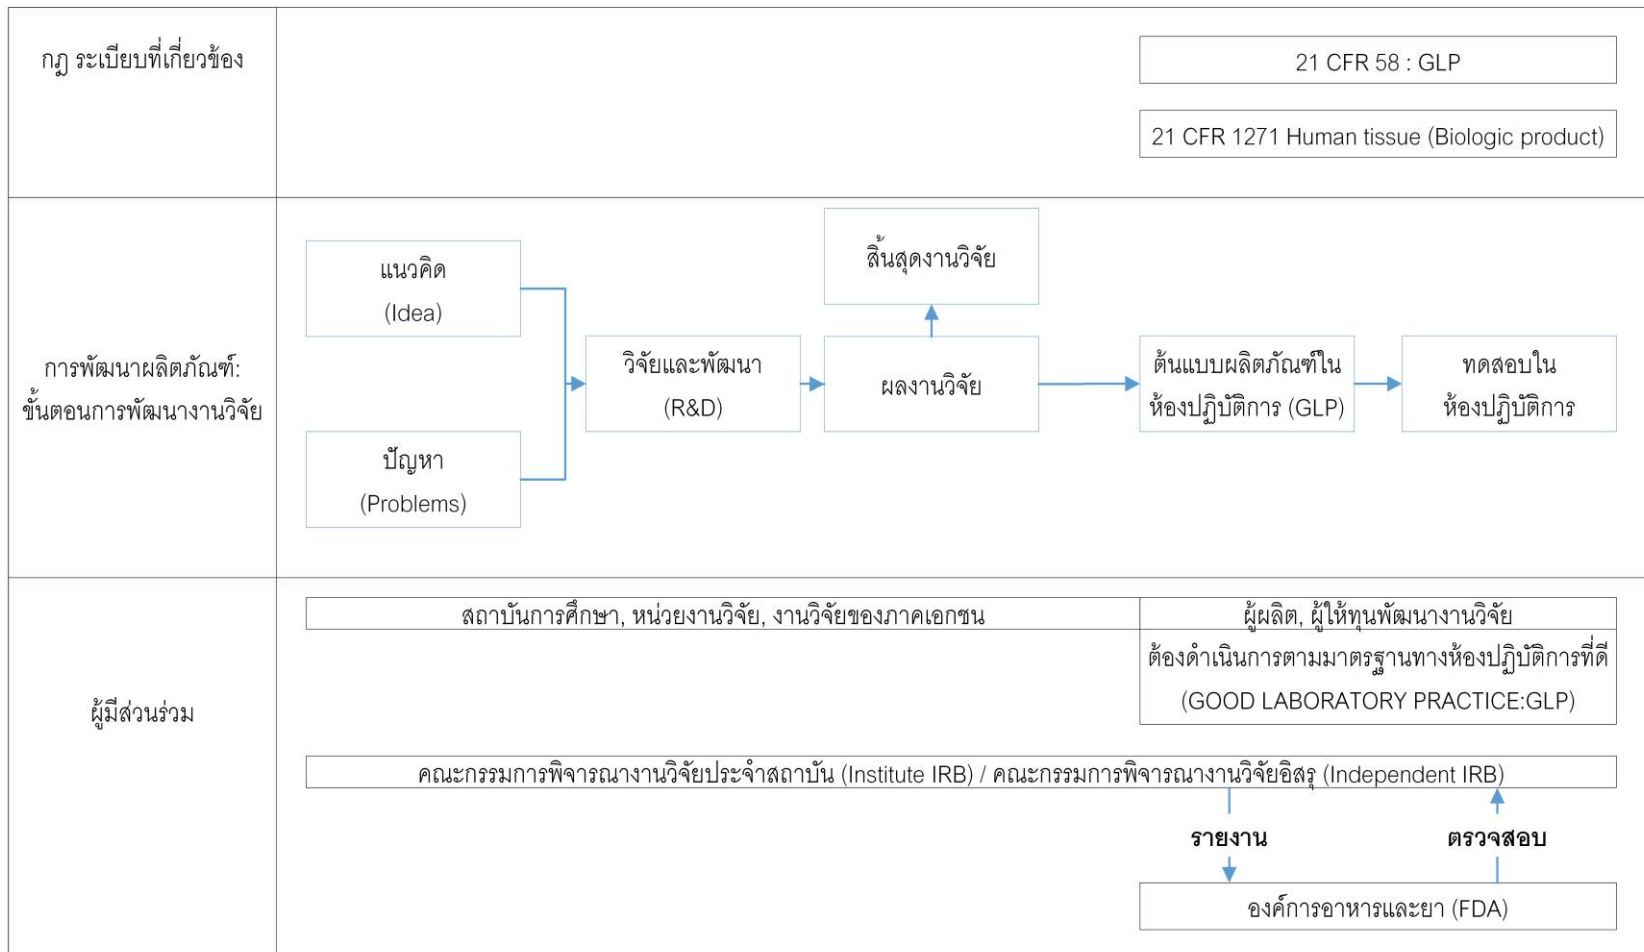 กฎ ระเบียบที่เกี่ยวข้อง
21 CFR 58 : GLP
21 CFR 1271 Human tissue (Biologic product)
การพัฒนาผลิตภัณฑ์:
ขั้นตอนการพัฒนางานวิจัย
แนวคิด
(Idea)
ปัญหา
(Problems)
วิจัยและพัฒนา
(R&D)
สิ้นสุดงานวิจัย
ผลงานวิจัย
ต้นแบบผลิตภัณฑ์ใน
ห้องปฏิบัติการ (GLP)
ทดสอบใน
ห้องปฏิบัติการ
ผู้มีส่วนร่วม
สถาบันการศึกษา, หน่วยงานวิจัย, งานวิจัยของภาคเอกชน
ผู้ผลิต, ผู้ให้ทุนพัฒนางานวิจัย
ต้องดำเนินการตามมาตรฐานทางห้องปฏิบัติการที่ดี
(GOOD LABORATORY PRACTICE:GLP)
คณะกรรมการพิจารณางานวิจัยประจำสถาบัน (Institute IRB) / คณะกรรมการพิจารณางานวิจัยอิสรุ (Independent IRB)
รายงาน
ตรวจสอบ
องค์การอาหารและยา (FDA)